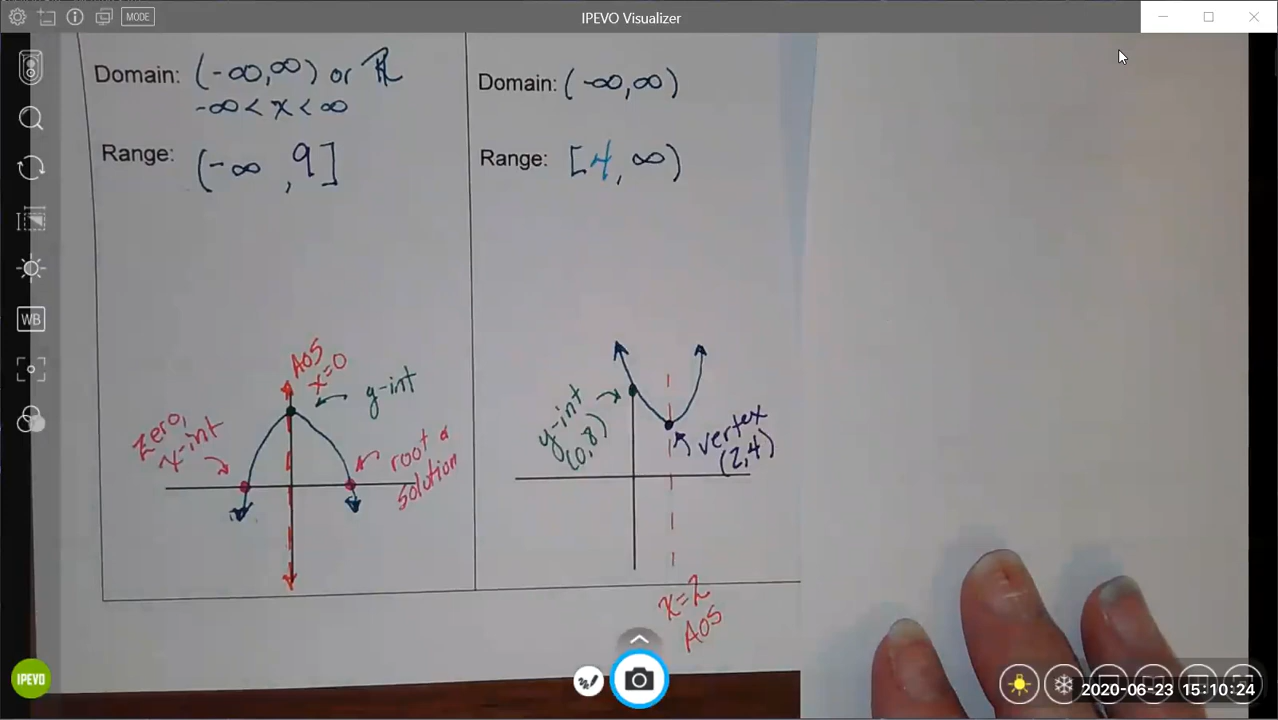 MODE
IPEVO Visualizer
Domain: (-∞,∞) or ℝ
-∞ < x < ∞
Range: (-∞, 9]
Domain: (-∞,∞)
Range: [4, ∞)
AOS
x=0
y-int
zero,
x-int
root &
solution
y-int
(0,8)
vertex
(2,4)
x=2
AOS
WB
IPEVO
2020-06-23 15:10:24